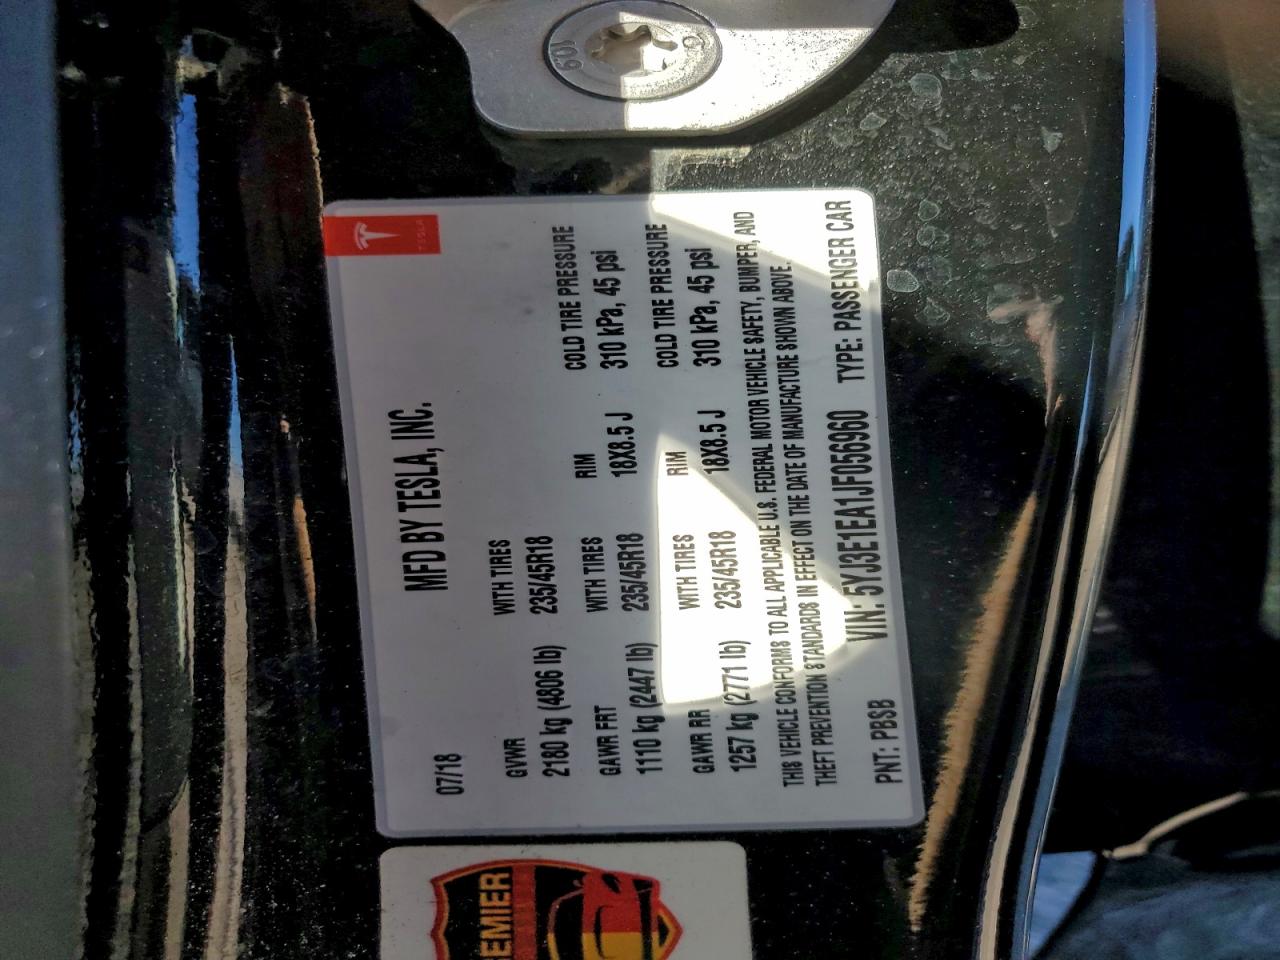 TESLA
07/18 MFD BY TESLA, INC.
GVWR WITH TIRES
2180 kg (4806 lb) 235/45R18
GAWR FRT WITH TIRES RIM COLD TIRE PRESSURE
1110 kg (2447 lb) 235/45R18 18X8.5 J 310 kPa, 45 psi
GAWR RR WITH TIRES RIM COLD TIRE PRESSURE
1257 kg (2771 lb) 235/45R18 18X8.5 J 310 kPa, 45 psi
THIS VEHICLE CONFORMS TO ALL APPLICABLE U.S. FEDERAL MOTOR VEHICLE SAFETY, BUMPER, AND
THEFT PREVENTION STANDARDS IN EFFECT ON THE DATE OF MANUFACTURE SHOWN ABOVE.
PNT: PBSB VIN: 5YJ3E1EA1JF056960 TYPE: PASSENGER CAR
10.9
EMIER